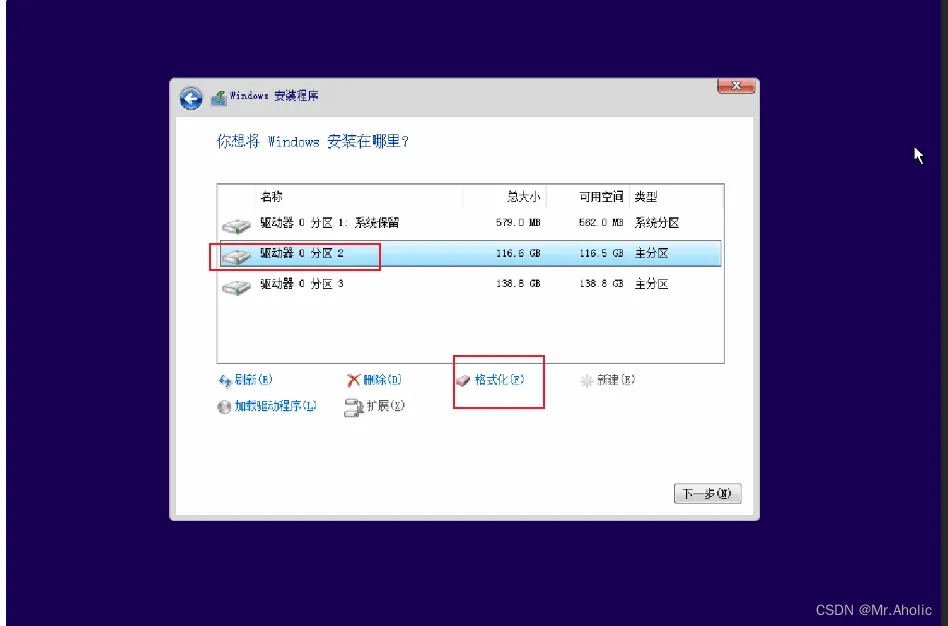 Windows 安装程序
你想将 Windows 安装在哪里?
名称 总大小 可用空间 类型
驱动器 0 分区 1: 系统保留 579.0 MB 562.0 MB 系统分区
驱动器 0 分区 2 116.6 GB 116.5 GB 主分区
驱动器 0 分区 3 138.8 GB 138.8 GB 主分区
刷新(R) 删除(D) 格式化(F) 新建(E)
加载驱动程序(L) 扩展(X)
下一步(N)
CSDN @Mr.Aholic